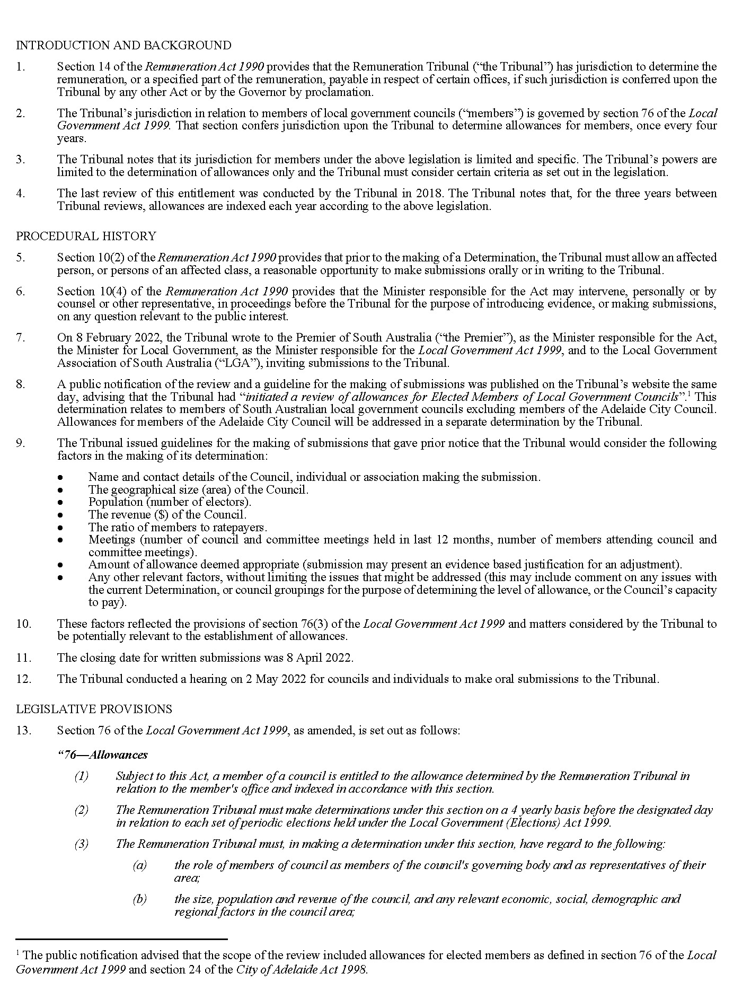 INTRODUCTION AND BACKGROUND
1. Section 14 of the Remuneration Act 1990 provides that the Remuneration Tribunal (“the Tribunal”) has jurisdiction to determine the
remuneration, or a specified part of the remuneration, payable in respect of certain offices, if such jurisdiction is conferred upon the
Tribunal by any other Act or by the Governor by proclamation.
2. The Tribunal’s jurisdiction in relation to members of local government councils (“members”) is governed by section 76 of the Local
Government Act 1999. That section confers jurisdiction upon the Tribunal to determine allowances for members, once every four
years.
3. The Tribunal notes that its jurisdiction for members under the above legislation is limited and specific. The Tribunal’s powers are
limited to the determination of allowances only and the Tribunal must consider certain criteria as set out in the legislation.
4. The last review of this entitlement was conducted by the Tribunal in 2018. The Tribunal notes that, for the three years between
Tribunal reviews, allowances are indexed each year according to the above legislation.
PROCEDURAL HISTORY
5. Section 10(2) of the Remuneration Act 1990 provides that prior to the making of a Determination, the Tribunal must allow an affected
person, or persons of an affected class, a reasonable opportunity to make submissions orally or in writing to the Tribunal.
6. Section 10(4) of the Remuneration Act 1990 provides that the Minister responsible for the Act may intervene, personally or by
counsel or other representative, in proceedings before the Tribunal for the purpose of introducing evidence, or making submissions,
on any question relevant to the public interest.
7. On 8 February 2022, the Tribunal wrote to the Premier of South Australia (“the Premier”), as the Minister responsible for the Act,
the Minister for Local Government, as the Minister responsible for the Local Government Act 1999, and to the Local Government
Association of South Australia (“LGA”), inviting submissions to the Tribunal.
8. A public notification of the review and a guideline for the making of submissions was published on the Tribunal’s website the same
day, advising that the Tribunal had “initiated a review of allowances for Elected Members of Local Government Councils”.¹ This
determination relates to members of South Australian local government councils excluding members of the Adelaide City Council.
Allowances for members of the Adelaide City Council will be addressed in a separate determination by the Tribunal.
9. The Tribunal issued guidelines for the making of submissions that gave prior notice that the Tribunal would consider the following
factors in the making of its determination:
● Name and contact details of the Council, individual or association making the submission.
● The geographical size (area) of the Council.
● Population (number of electors).
● The revenue ($) of the Council.
● The ratio of members to ratepayers.
● Meetings (number of council and committee meetings held in last 12 months, number of members attending council and
committee meetings).
● Amount of allowance deemed appropriate (submission may present an evidence based justification for an adjustment).
● Any other relevant factors, without limiting the issues that might be addressed (this may include comment on any issues with
the current Determination, or council groupings for the purpose of determining the level of allowance, or the Council’s capacity
to pay).
10. These factors reflected the provisions of section 76(3) of the Local Government Act 1999 and matters considered by the Tribunal to
be potentially relevant to the establishment of allowances.
11. The closing date for written submissions was 8 April 2022.
12. The Tribunal conducted a hearing on 2 May 2022 for councils and individuals to make oral submissions to the Tribunal.
LEGISLATIVE PROVISIONS
13. Section 76 of the Local Government Act 1999, as amended, is set out as follows:
“76—Allowances
(1) Subject to this Act, a member of a council is entitled to the allowance determined by the Remuneration Tribunal in
relation to the member's office and indexed in accordance with this section.
(2) The Remuneration Tribunal must make determinations under this section on a 4 yearly basis before the designated day
in relation to each set of periodic elections held under the Local Government (Elections) Act 1999.
(3) The Remuneration Tribunal must, in making a determination under this section, have regard to the following:
(a) the role of members of council as members of the council's governing body and as representatives of their
area;
(b) the size, population and revenue of the council, and any relevant economic, social, demographic and
regional factors in the council area;
¹ The public notification advised that the scope of the review included allowances for elected members as defined in section 76 of the Local
Government Act 1999 and section 24 of the City of Adelaide Act 1998.